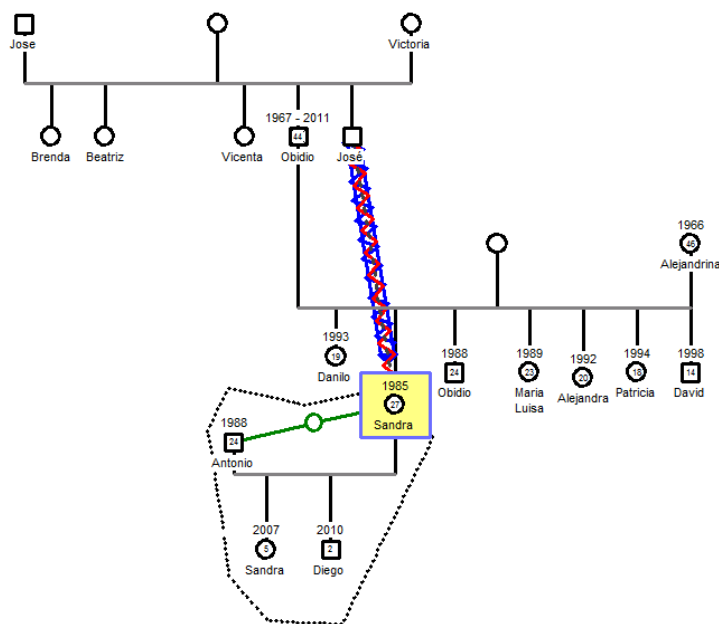 Jose
Victoria
1967 - 2011
44
Brenda
Beatriz
Vicenta
Obidio
José
1966
46
Alejandrina
1993
19
Danilo
1985
27
Sandra
1988
24
Obidio
1989
23
Maria
Luisa
1992
20
Alejandra
1994
18
Patricia
1998
14
David
1988
24
Antonio
2007
5
Sandra
2010
2
Diego